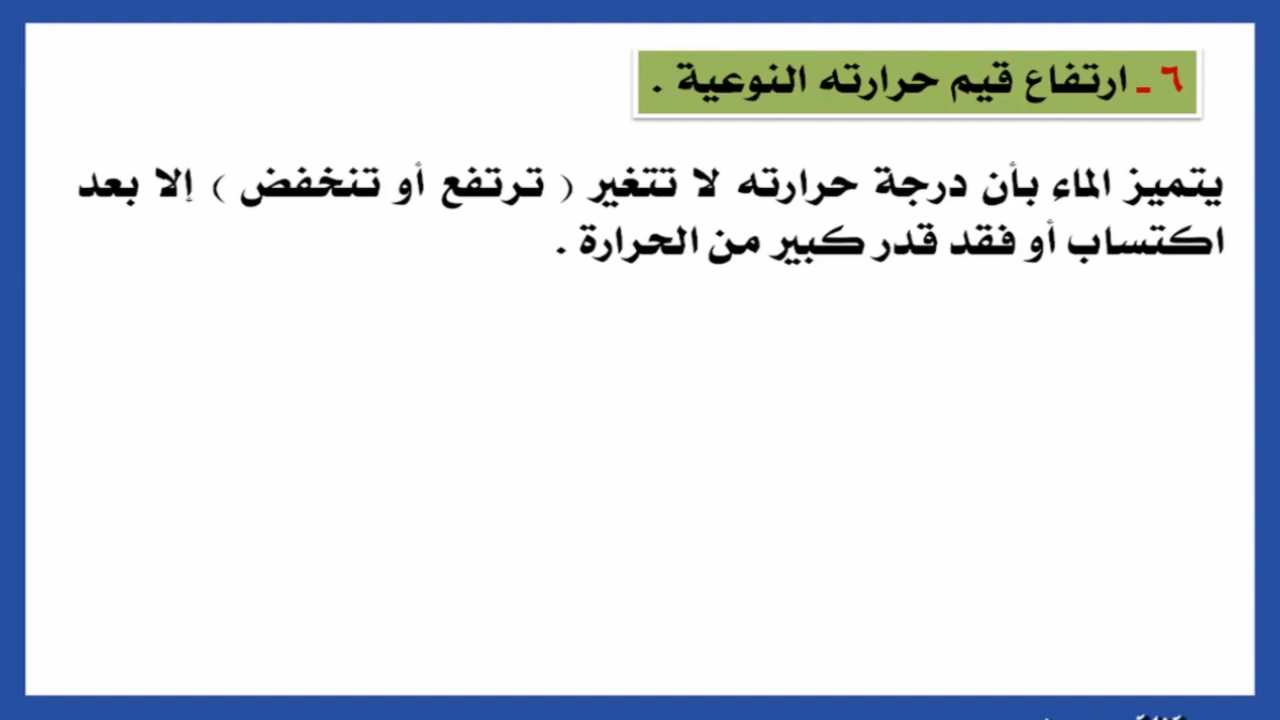 ٦ ـ ارتفاع قيم حرارته النوعية .
يتميز الماء بأن درجة حرارته لا تتغير ( ترتفع أو تنخفض ) إلا بعد
اكتساب أو فقد قدر كبير من الحرارة .